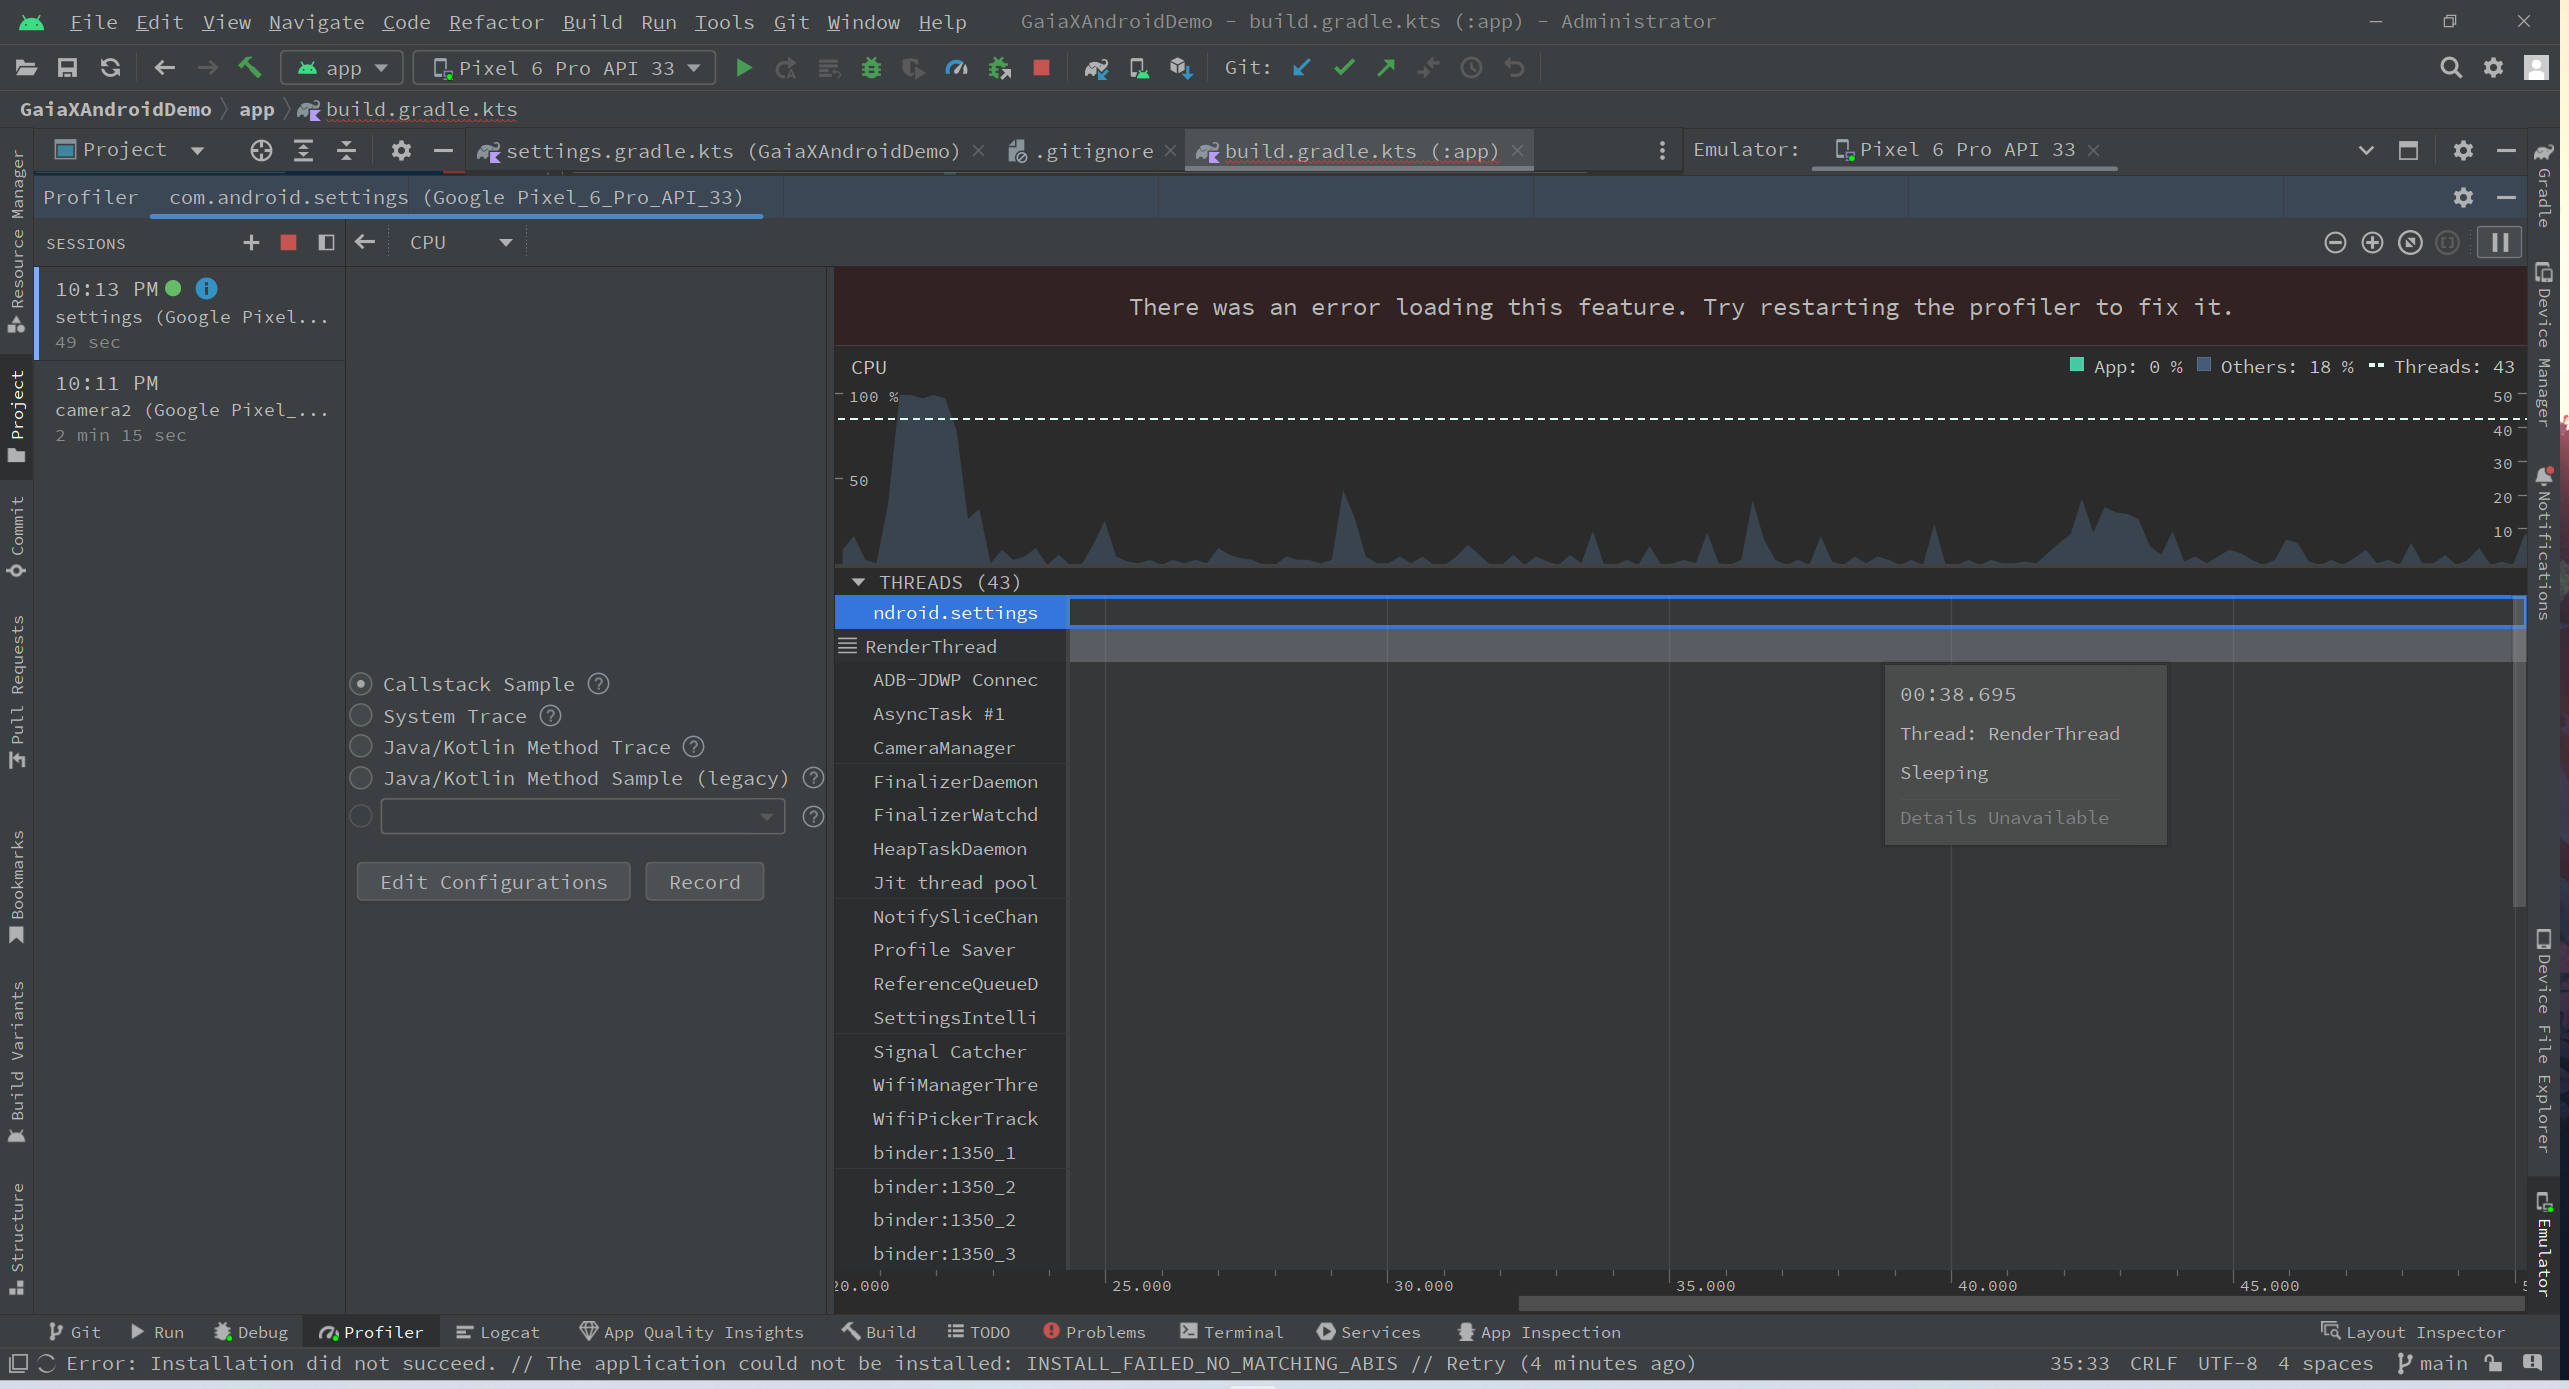 File Edit View Navigate Code Refactor Build Run Tools Git Window Help GaiaXAndroidDemo - build.gradle.kts (:app) - Administrator
app Pixel 6 Pro API 33 Git:
GaiaXAndroidDemo app build.gradle.kts
Project settings.gradle.kts (GaiaXAndroidDemo) .gitignore build.gradle.kts (:app) Emulator: Pixel 6 Pro API 33
Profiler com.android.settings (Google Pixel_6_Pro_API_33)
SESSIONS CPU
10:13 PM
settings (Google Pixel...
49 sec
10:11 PM
camera2 (Google Pixel_...
2 min 15 sec
Callstack Sample ?
System Trace ?
Java/Kotlin Method Trace ?
Java/Kotlin Method Sample (legacy) ?
?
Edit Configurations Record
There was an error loading this feature. Try restarting the profiler to fix it.
CPU App: 0 % Others: 18 % Threads: 43
100 % 50
40
50 30
20
10
THREADS (43)
ndroid.settings
RenderThread
ADB-JDWP Connec
AsyncTask #1
CameraManager
FinalizerDaemon
FinalizerWatchd
HeapTaskDaemon
Jit thread pool
NotifySliceChan
Profile Saver
ReferenceQueueD
SettingsIntelli
Signal Catcher
WifiManagerThre
WifiPickerTrack
binder:1350_1
binder:1350_2
binder:1350_2
binder:1350_3
00:38.695
Thread: RenderThread
Sleeping
Details Unavailable
20.000 25.000 30.000 35.000 40.000 45.000
Resource Manager
Project
Commit
Pull Requests
Bookmarks
Build Variants
Structure
Gradle
Device Manager
Notifications
Device File Explorer
Emulator
Git Run Debug Profiler Logcat App Quality Insights Build TODO Problems Terminal Services App Inspection Layout Inspector
Error: Installation did not succeed. // The application could not be installed: INSTALL_FAILED_NO_MATCHING_ABIS // Retry (4 minutes ago) 35:33 CRLF UTF-8 4 spaces main